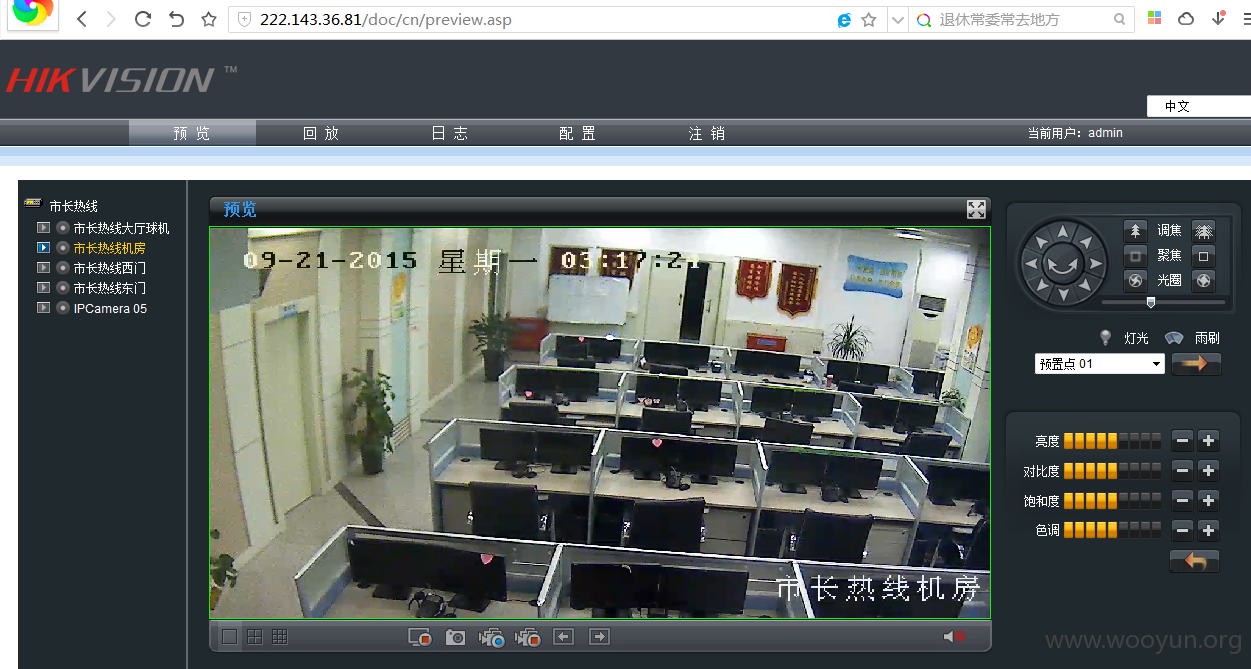 222.143.36.81/doc/cn/preview.asp
退休常委常去地方
HIKVISION ™
中文
预 览
回 放
日 志
配 置
注 销
当前用户：admin
市长热线
市长热线大厅球机
市长热线机房
市长热线西门
市长热线东门
IPCamera 05
预览
09-21-2015 星期一 03:17:21
市长热线机房
调焦
聚焦
光圈
灯光
雨刷
预置点 01
亮度
对比度
饱和度
色调
www.wooyun.org